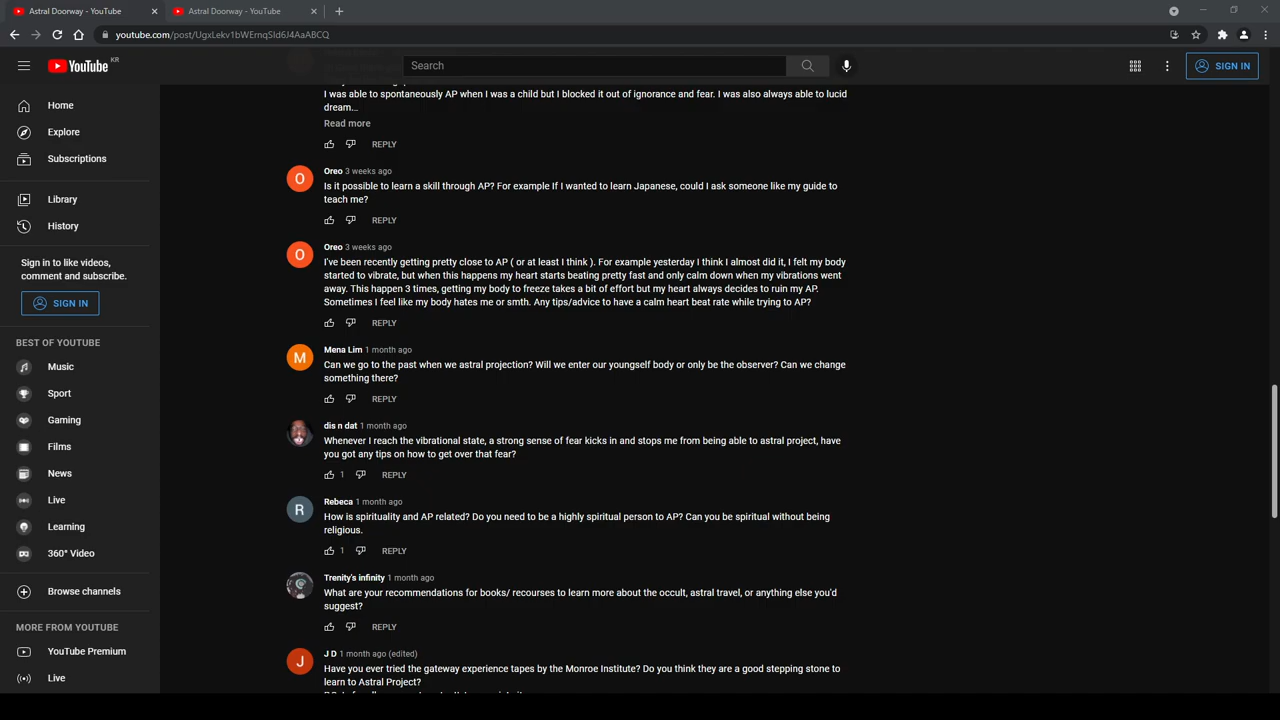 Astral Doorway - YouTube
Astral Doorway - YouTube
youtube.com/post/UgxLekv1bWErnqSld6J4AaABCQ
YouTube KR
Search
SIGN IN
Home
Explore
Subscriptions
Library
History
Sign in to like videos,
comment and subscribe.
SIGN IN
BEST OF YOUTUBE
Music
Sport
Gaming
Films
News
Live
Learning
360° Video
Browse channels
MORE FROM YOUTUBE
YouTube Premium
Live
I was able to spontaneously AP when I was a child but I blocked it out of ignorance and fear. I was also always able to lucid
dream...
Read more
REPLY
O
Oreo 3 weeks ago
Is it possible to learn a skill through AP? For example If I wanted to learn Japanese, could I ask someone like my guide to
teach me?
REPLY
O
Oreo 3 weeks ago
I've been recently getting pretty close to AP ( or at least I think ). For example yesterday I think I almost did it, I felt my body
started to vibrate, but when this happens my heart starts beating pretty fast and only calm down when my vibrations went
away. This happen 3 times, getting my body to freeze takes a bit of effort but my heart always decides to ruin my AP.
Sometimes I feel like my body hates me or smth. Any tips/advice to have a calm heart beat rate while trying to AP?
REPLY
M
Mena Lim 1 month ago
Can we go to the past when we astral projection? Will we enter our youngself body or only be the observer? Can we change
something there?
REPLY
dis n dat 1 month ago
Whenever I reach the vibrational state, a strong sense of fear kicks in and stops me from being able to astral project, have
you got any tips on how to get over that fear?
1 REPLY
R
Rebeca 1 month ago
How is spirituality and AP related? Do you need to be a highly spiritual person to AP? Can you be spiritual without being
religious.
1 REPLY
Trenity's infinity 1 month ago
What are your recommendations for books/ recourses to learn more about the occult, astral travel, or anything else you'd
suggest?
REPLY
J
J D 1 month ago (edited)
Have you ever tried the gateway experience tapes by the Monroe Institute? Do you think they are a good stepping stone to
learn to Astral Project?